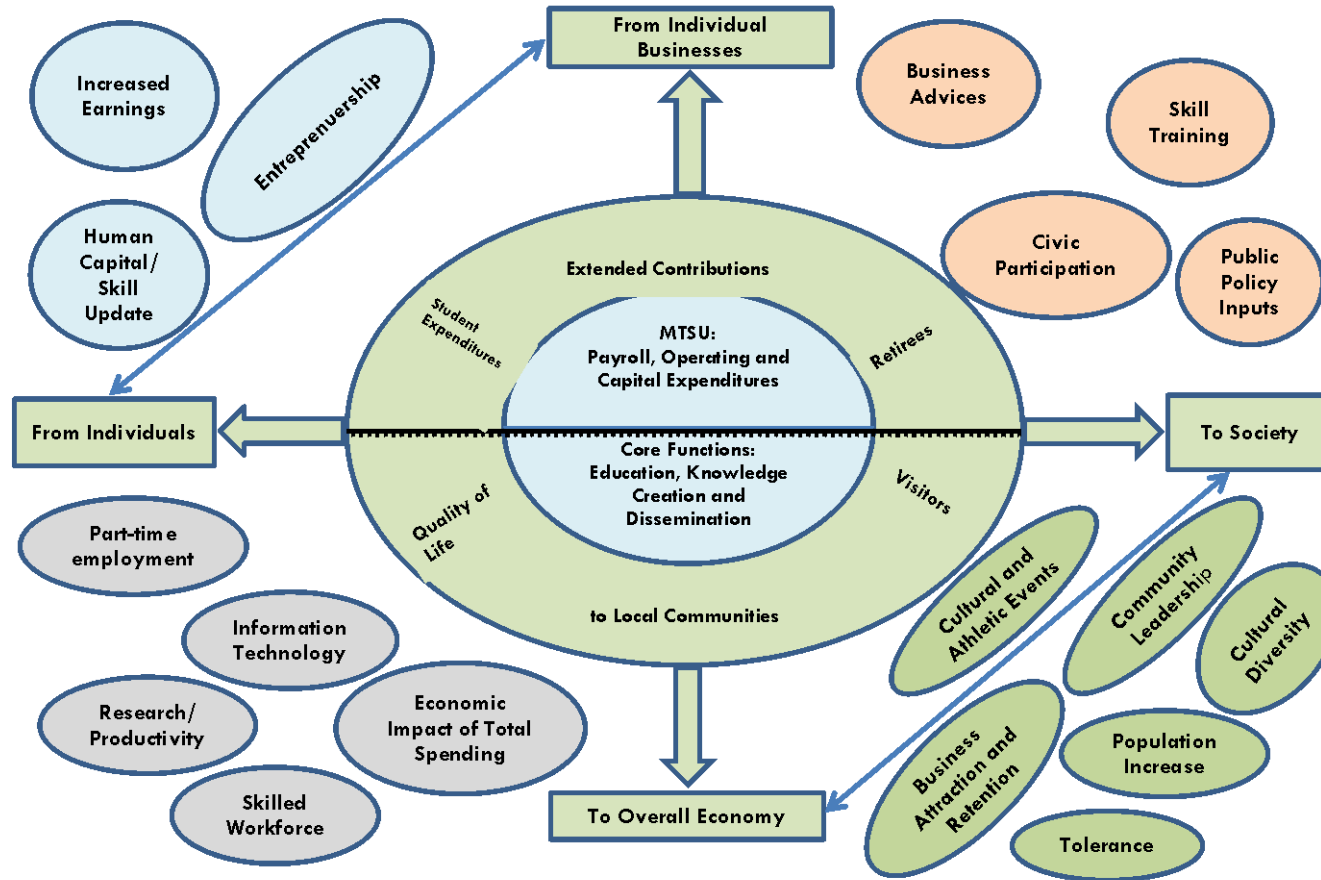 From Individual
Businesses
Increased
Earnings
Entreprenuership
Business
Advices
Skill
Training
Human
Capital/
Skill
Update
Civic
Participation
Public
Policy
Inputs
Extended Contributions
Student
Expenditures
MTSU:
Payroll, Operating and
Capital Expenditures
Retirees
From Individuals
To Society
Core Functions:
Education, Knowledge
Creation and
Dissemination
Quality of
Life
Visitors
to Local Communities
Part-time
employment
Information
Technology
Research/
Productivity
Economic
Impact of Total
Spending
Skilled
Workforce
To Overall Economy
Cultural and
Athletic Events
Community
Leadership
Cultural
Diversity
Business
Attraction and
Retention
Population
Increase
Tolerance